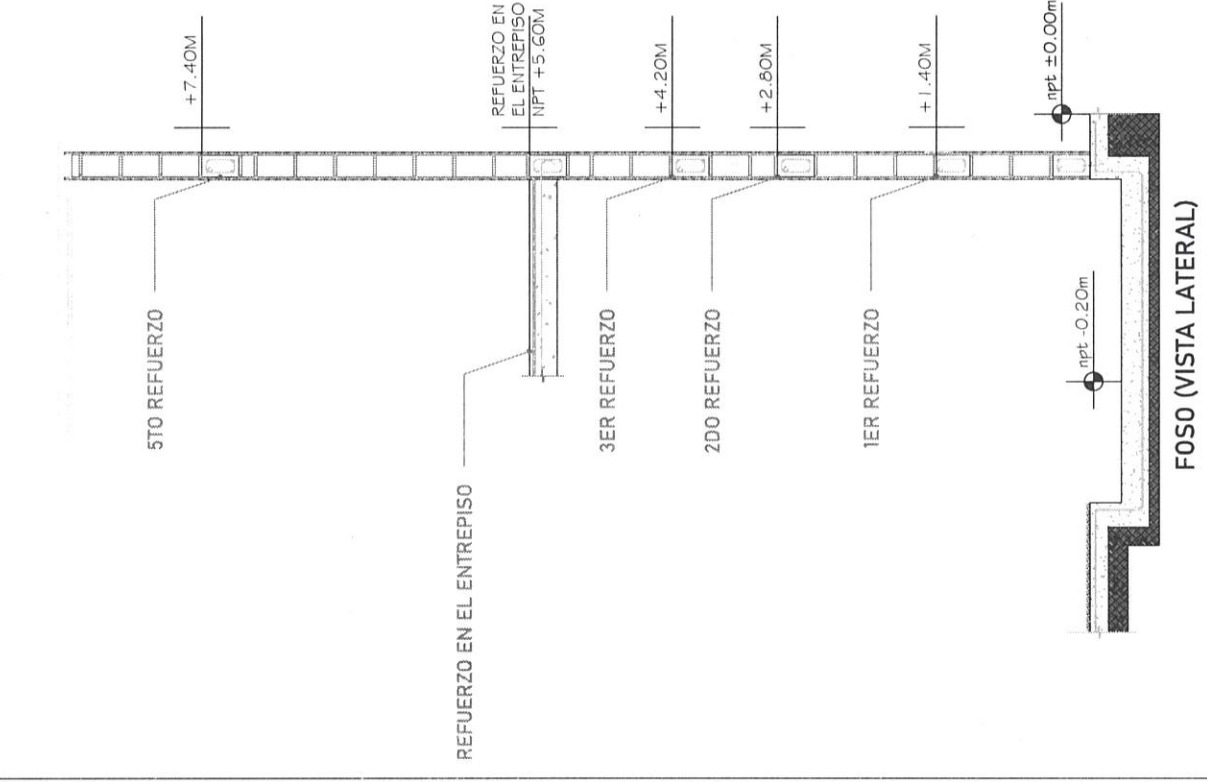 +7.40M
REFUERZO EN
EL ENTREPISO
NPT +5.60M
+4.20M
+2.80M
+1.40M
npt ±0.00m
5TO REFUERZO
REFUERZO EN EL ENTREPISO
3ER REFUERZO
2DO REFUERZO
1ER REFUERZO
npt -0.20m
FOSO (VISTA LATERAL)